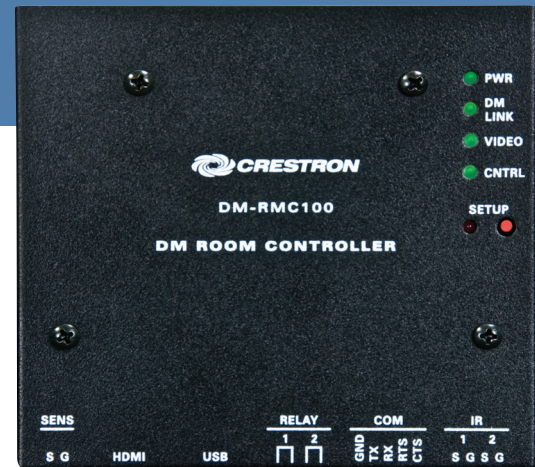 PWR
DM
LINK
VIDEO
CNTRL
SETUP
CRESTRON
DM-RMC100
DM ROOM CONTROLLER
SENS
S G
HDMI
USB
RELAY
1 2
COM
GND
TX
RX
RTS
CTS
IR
1 2
S G S G